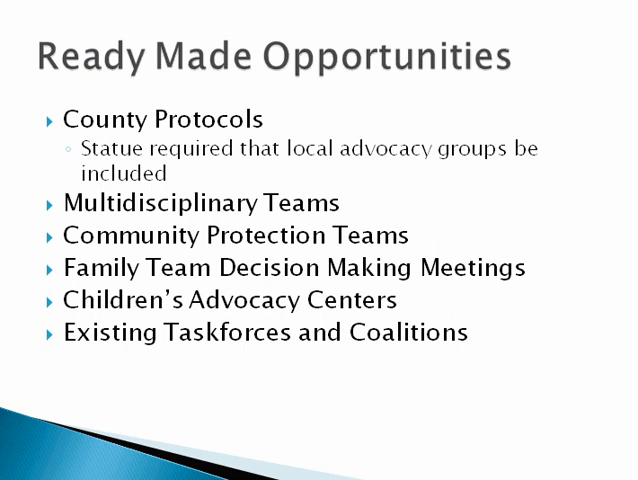 Ready Made Opportunities
County Protocols
Statue required that local advocacy groups be
included
Multidisciplinary Teams
Community Protection Teams
Family Team Decision Making Meetings
Children’s Advocacy Centers
Existing Taskforces and Coalitions